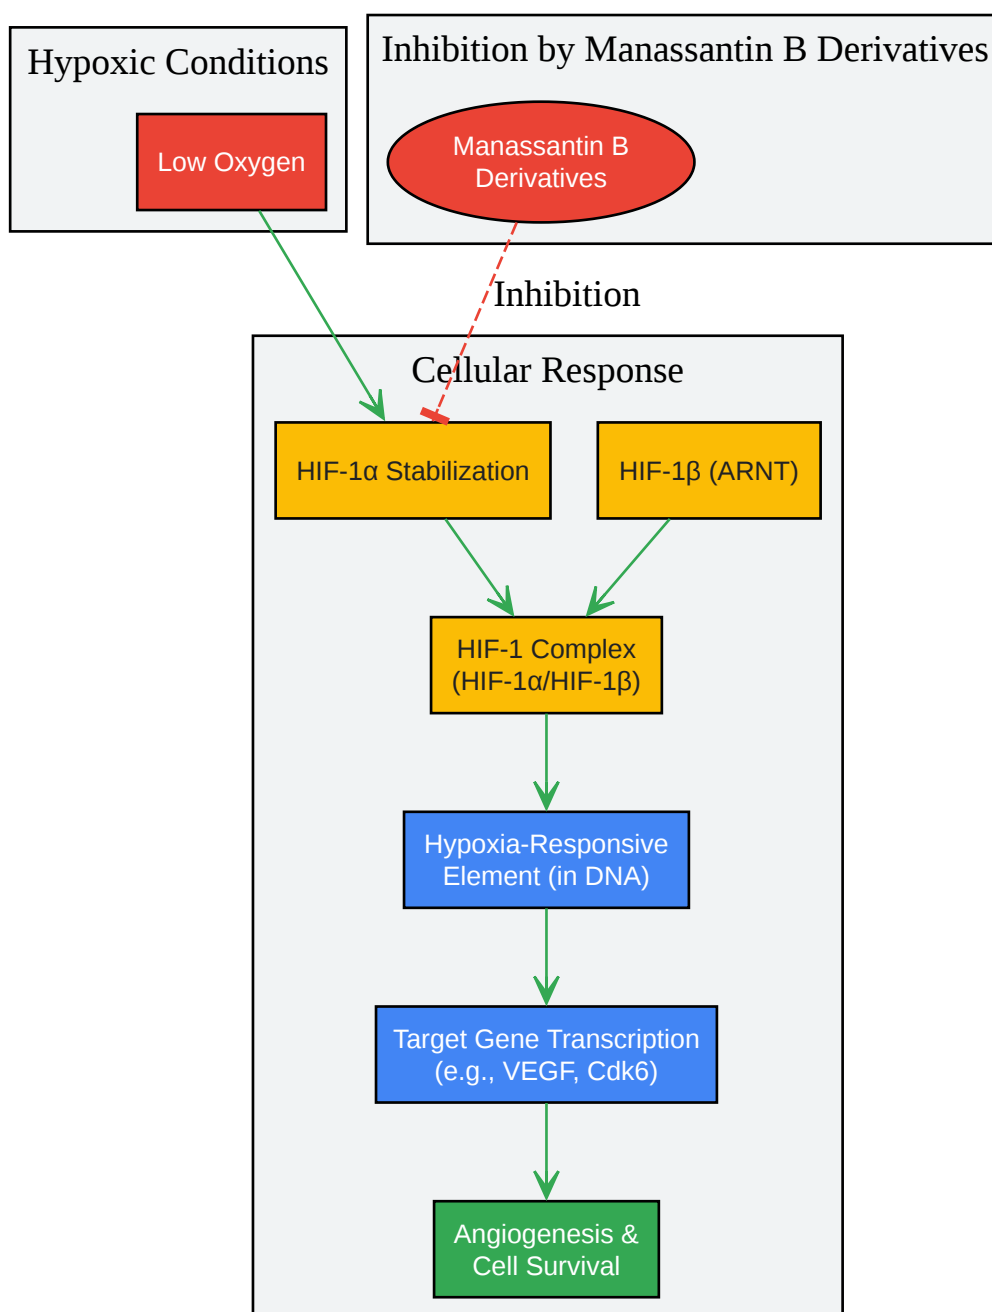 Hypoxic Conditions
Low Oxygen
Inhibition by Manassantin B Derivatives
Manassantin B
Derivatives
Inhibition
Cellular Response
HIF-1α Stabilization
HIF-1β (ARNT)
HIF-1 Complex
(HIF-1α/HIF-1β)
Hypoxia-Responsive
Element (in DNA)
Target Gene Transcription
(e.g., VEGF, Cdk6)
Angiogenesis &
Cell Survival